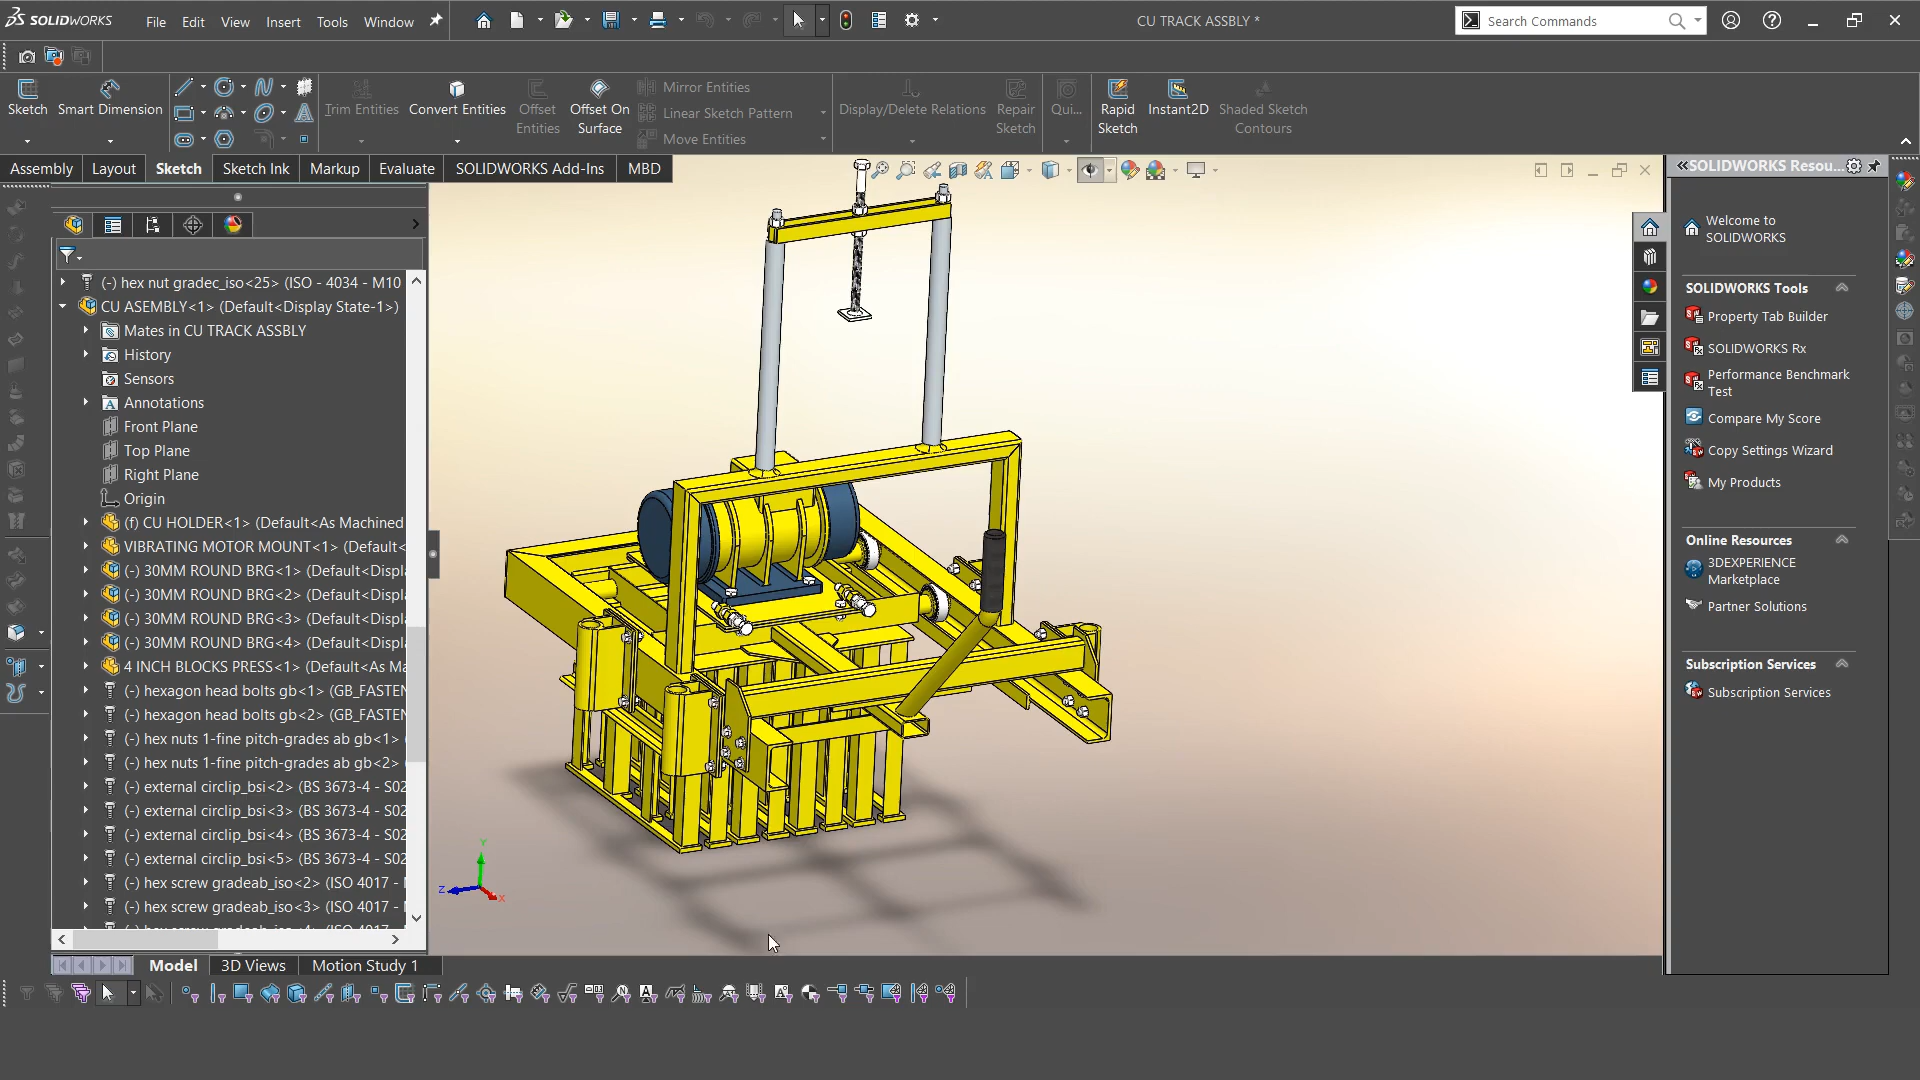 SOLIDWORKS
File Edit View Insert Tools Window
CU TRACK ASSBLY *
Search Commands
Sketch
Smart Dimension
Trim Entities
Convert Entities
Offset
Entities
Offset On
Surface
Mirror Entities
Linear Sketch Pattern
Move Entities
Display/Delete Relations
Repair
Sketch
Qui...
Rapid
Sketch
Instant2D
Shaded Sketch
Contours
Assembly Layout Sketch Sketch Ink Markup Evaluate SOLIDWORKS Add-Ins MBD
(-) hex nut gradec_iso<25> (ISO - 4034 - M10
CU ASEMBLY<1> (Default<Display State-1>)
Mates in CU TRACK ASSBLY
History
Sensors
Annotations
Front Plane
Top Plane
Right Plane
Origin
(f) CU HOLDER<1> (Default<As Machined
VIBRATING MOTOR MOUNT<1> (Default<
(-) 30MM ROUND BRG<1> (Default<Displ
(-) 30MM ROUND BRG<2> (Default<Displ
(-) 30MM ROUND BRG<3> (Default<Displ
(-) 30MM ROUND BRG<4> (Default<Displ
4 INCH BLOCKS PRESS<1> (Default<As Ma
(-) hexagon head bolts gb<1> (GB_FASTEN
(-) hexagon head bolts gb<2> (GB_FASTEN
(-) hex nuts 1-fine pitch-grades ab gb<1>
(-) hex nuts 1-fine pitch-grades ab gb<2>
(-) external circlip_bsi<2> (BS 3673-4 - S02
(-) external circlip_bsi<3> (BS 3673-4 - S02
(-) external circlip_bsi<4> (BS 3673-4 - S02
(-) external circlip_bsi<5> (BS 3673-4 - S02
(-) hex screw gradeab_iso<2> (ISO 4017 -
(-) hex screw gradeab_iso<3> (ISO 4017 -
Y
Z
X
Model 3D Views Motion Study 1
SOLIDWORKS Resou...
Welcome to
SOLIDWORKS
SOLIDWORKS Tools
Property Tab Builder
SOLIDWORKS Rx
Performance Benchmark
Test
Compare My Score
Copy Settings Wizard
My Products
Online Resources
3DEXPERIENCE
Marketplace
Partner Solutions
Subscription Services
Subscription Services